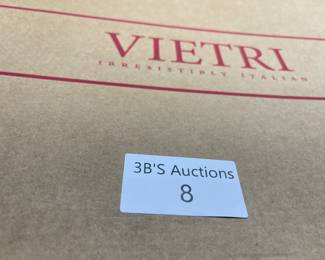 VIETRI
IRRESISTIBLY ITALIAN
3B'S Auctions
8